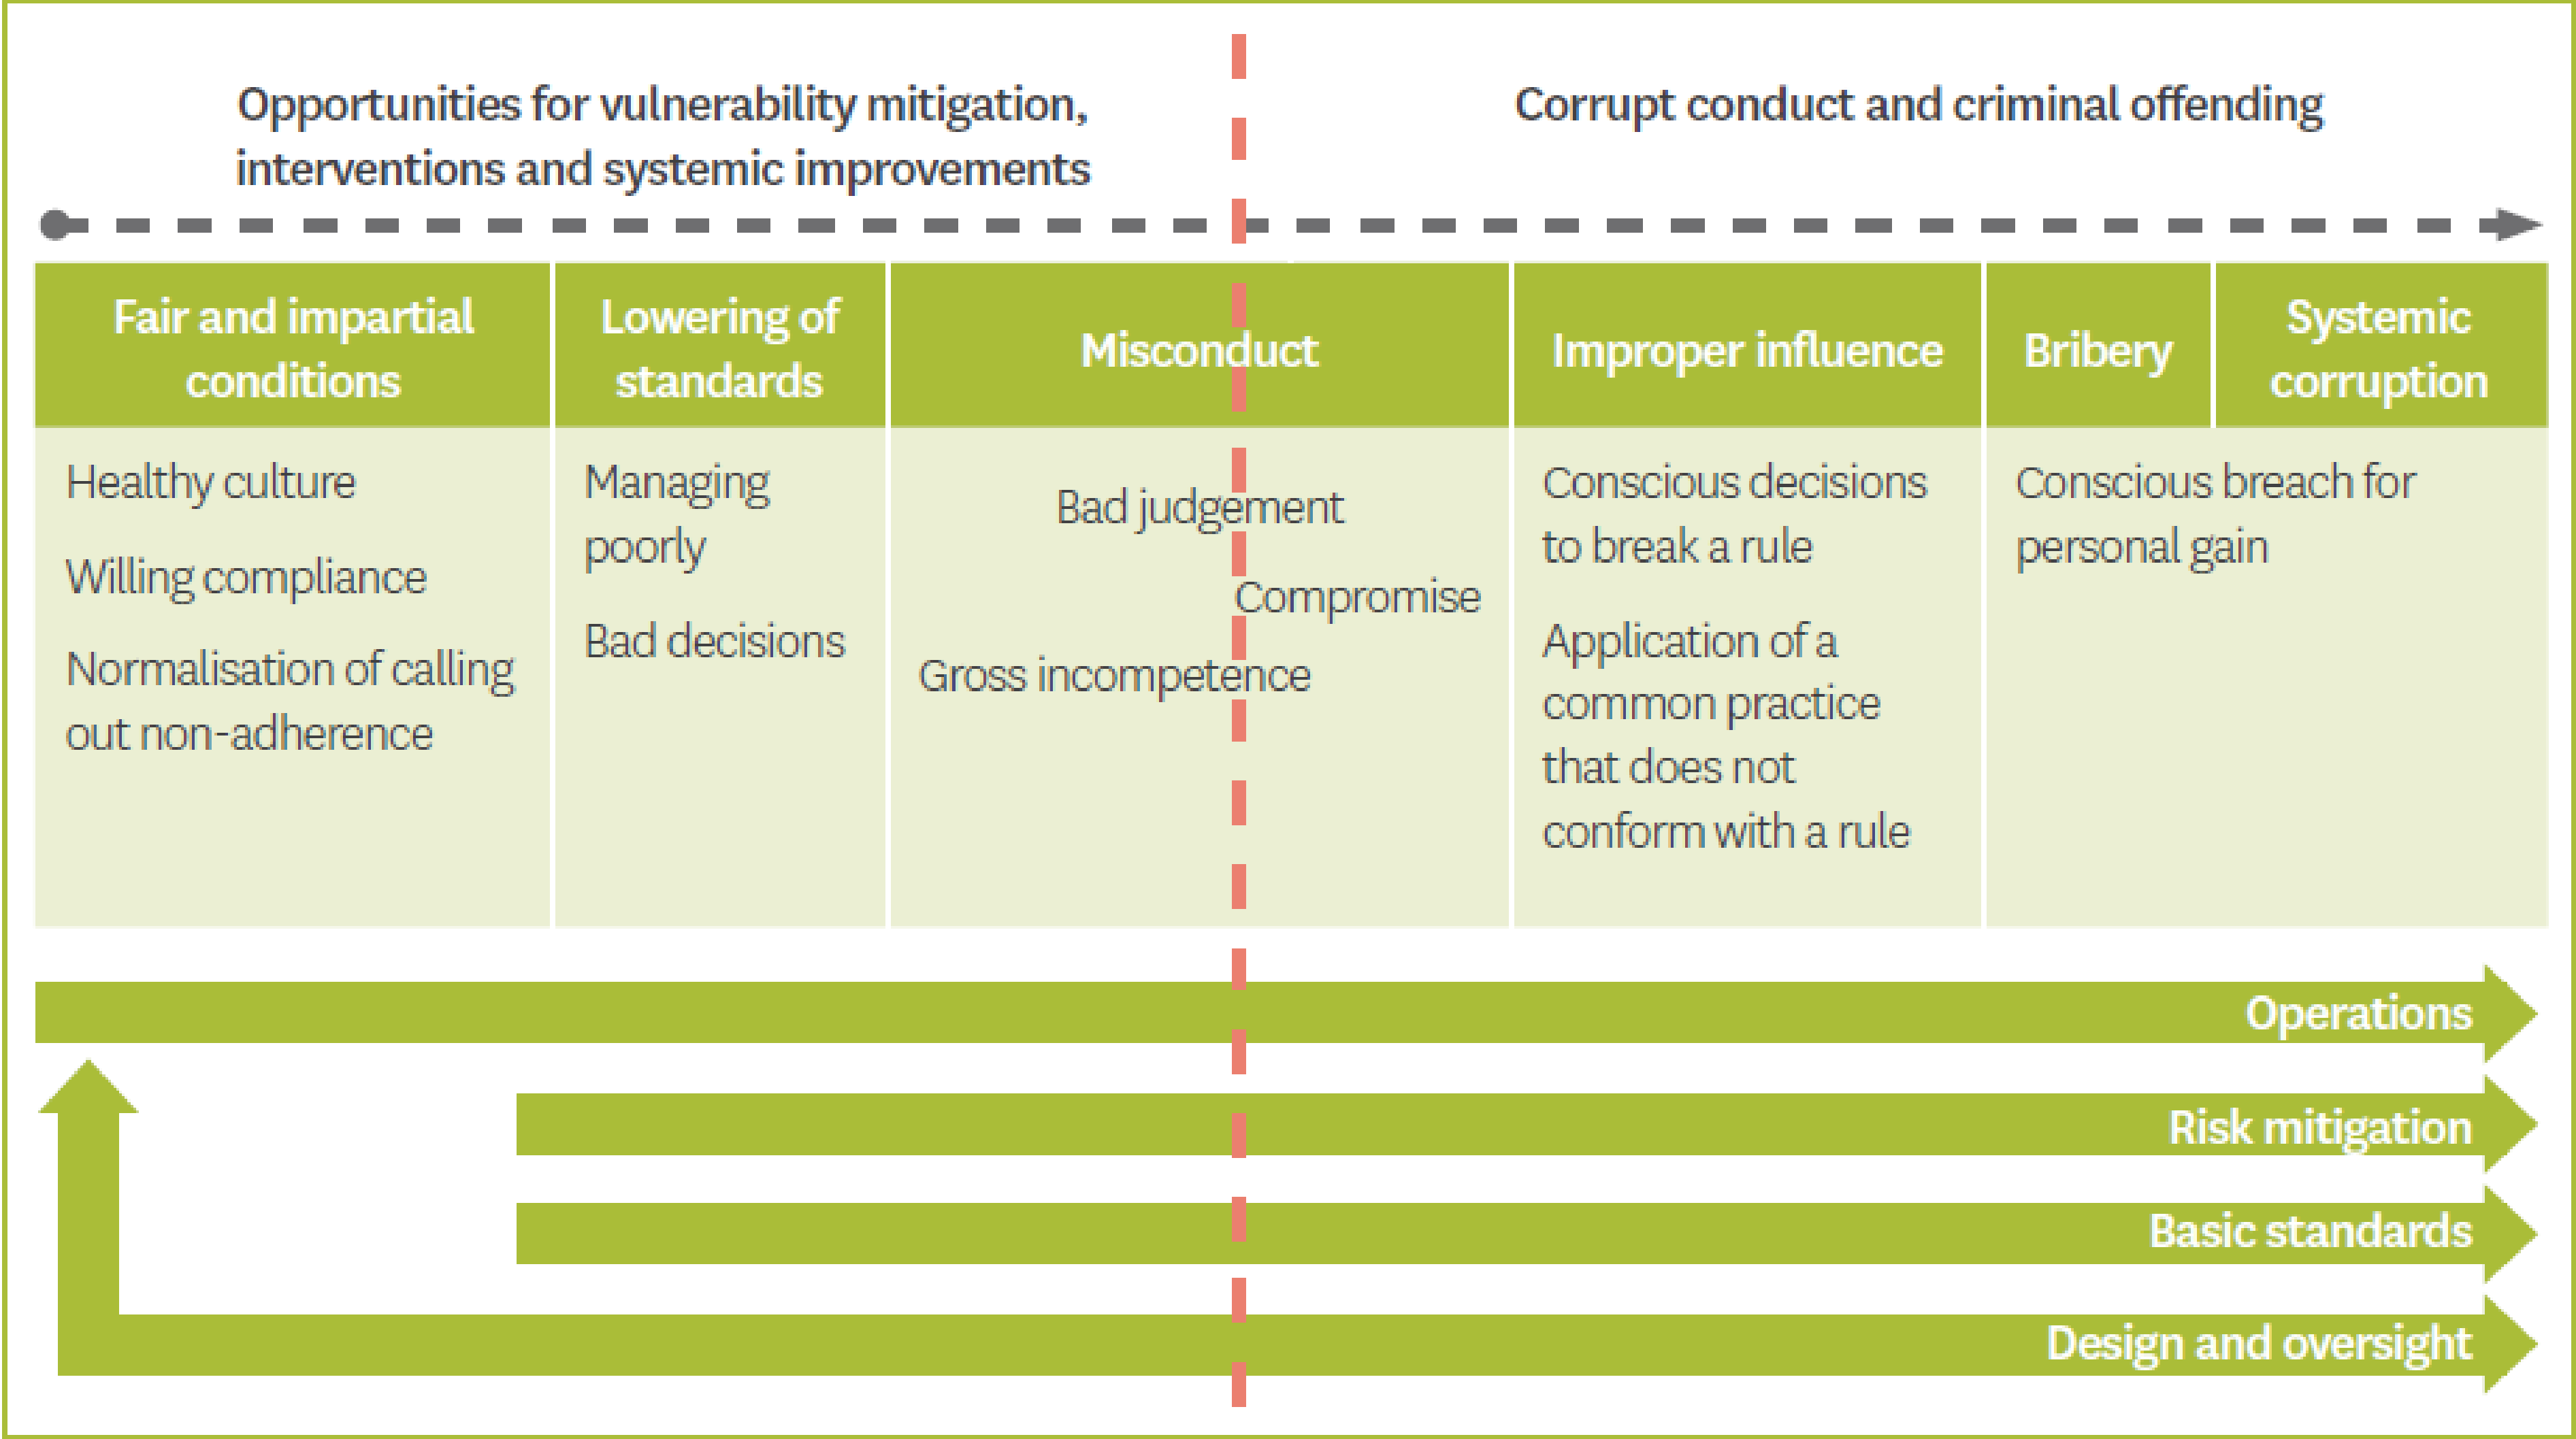 Opportunities for vulnerability mitigation,
interventions and systemic improvements
Corrupt conduct and criminal offending
Fair and impartial
conditions
Lowering of
standards
Misconduct
Improper influence
Bribery
Systemic
corruption
Healthy culture
Willing compliance
Normalisation of calling
out non-adherence
Managing
poorly
Bad decisions
Bad judgement
Compromise
Gross incompetence
Conscious decisions
to break a rule
Application of a
common practice
that does not
conform with a rule
Conscious breach for
personal gain
Operations
Risk mitigation
Basic standards
Design and oversight